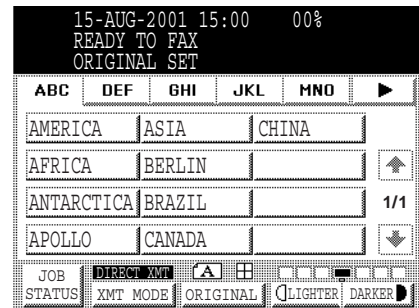 15-AUG-2001 15:00 00%
READY TO FAX
ORIGINAL SET
ABC DEF GHI JKL MNO
AMERICA ASIA CHINA
AFRICA BERLIN
ANTARCTICA BRAZIL 1/1
APOLLO CANADA
JOB STATUS
DIRECT XMT A
XMT MODE ORIGINAL LIGHTER DARKER